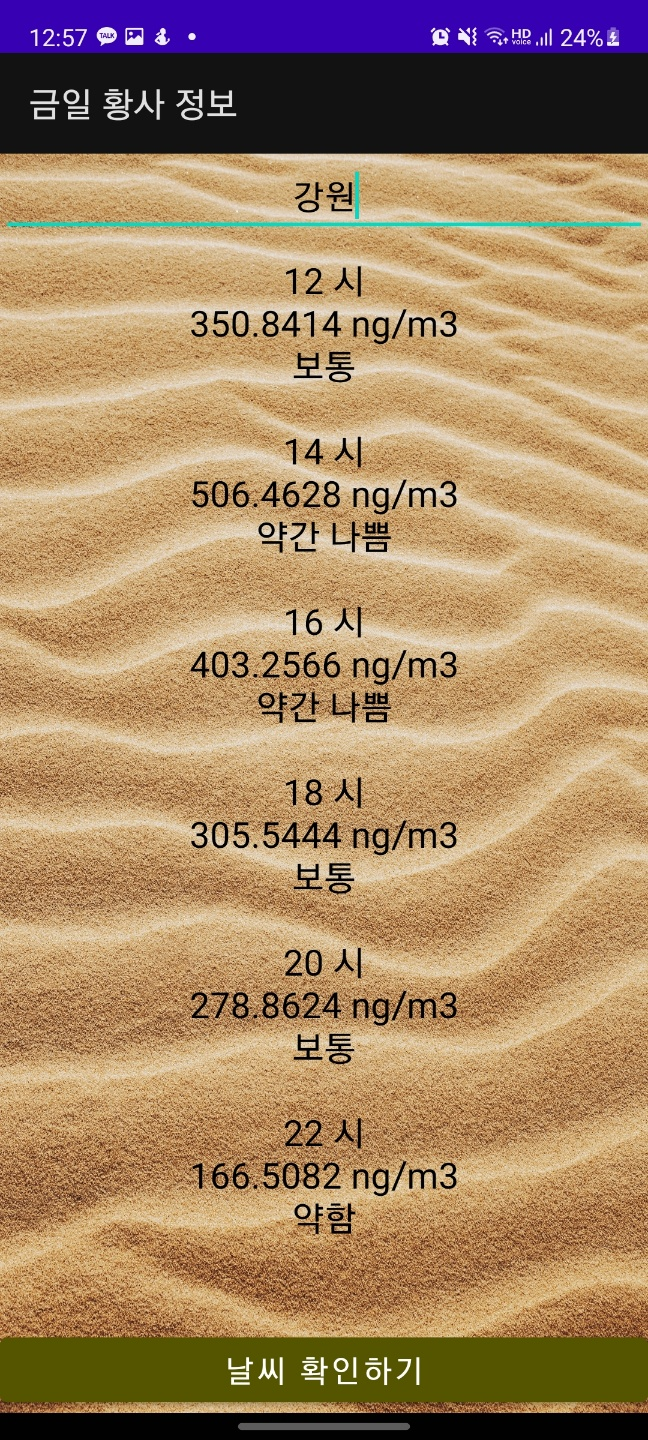 12:57 TALK HD voice 24%
금일 황사 정보
강원
12 시
350.8414 ng/m3
보통
14 시
506.4628 ng/m3
약간 나쁨
16 시
403.2566 ng/m3
약간 나쁨
18 시
305.5444 ng/m3
보통
20 시
278.8624 ng/m3
보통
22 시
166.5082 ng/m3
약함
날씨 확인하기